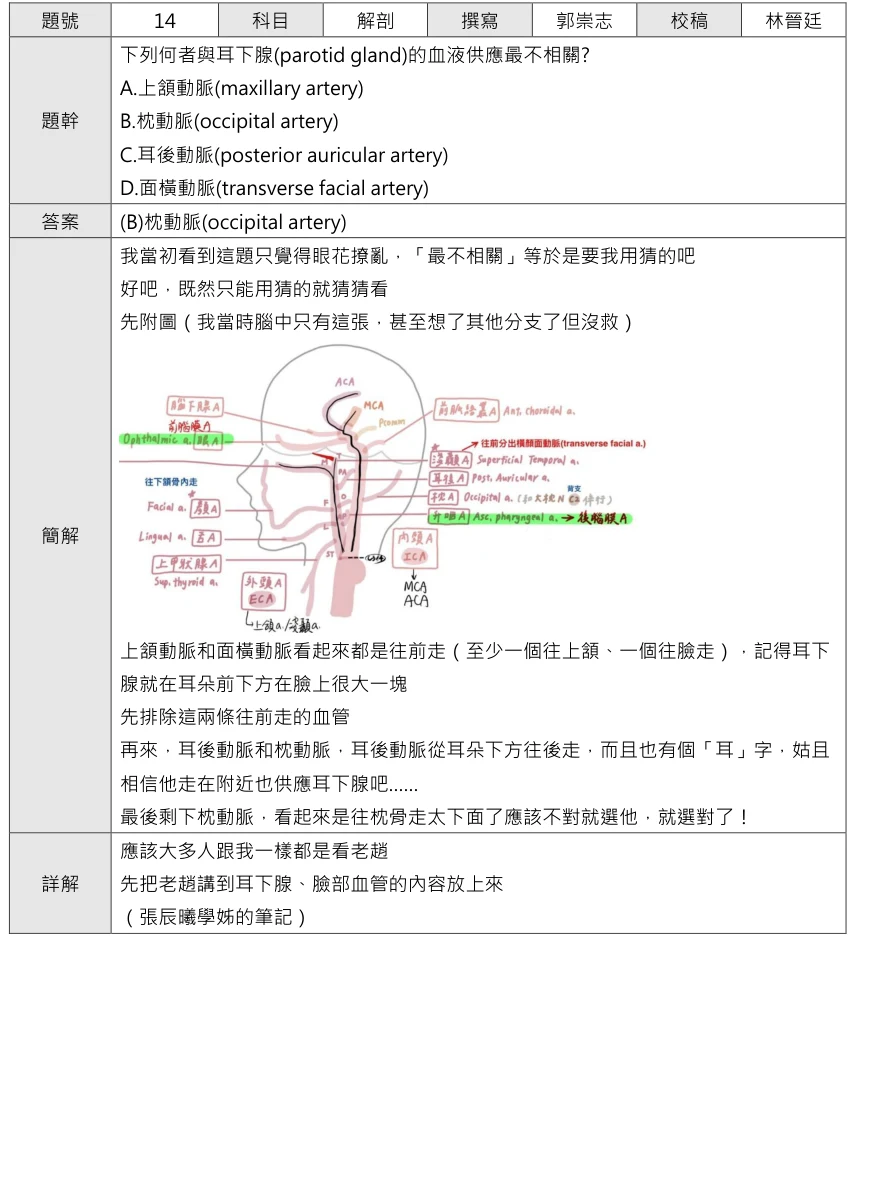 題號 14 科目 解剖 撰寫 郭崇志 校稿 林晉廷
題幹
下列何者與耳下腺(parotid gland)的血液供應最不相關?
A.上頷動脈(maxillary artery)
B.枕動脈(occipital artery)
C.耳後動脈(posterior auricular artery)
D.面橫動脈(transverse facial artery)
答案
(B)枕動脈(occipital artery)
簡解
我當初看到這題只覺得眼花撩亂，「最不相關」等於是要我用猜的吧
好吧，既然只能用猜的就猜猜看
先附圖（我當時腦中只有這張，甚至想了其他分支了但沒救）
ACA
MCA
Pcomm
腦下腺A
前腦膜A
Ophthalmic a. 眼A
前脈絡叢A Ant. Choroidal a.
往前分出橫顏面動脈(transverse facial a.)
淺顳A Superficial Temporal a.
耳後A Post. Auricular a.
背支
枕A Occipital a.
升咽A Asc. pharyngeal a. → 後腦膜A
往下頷骨內走
Facial a. 顏A
Lingual a. 舌A
上甲狀腺A
Sup. thyroid a.
M
T
PA
O
F
AP
L
ST
外頸A
ECA
上頷a./淺顳a.
內頸A
ICA
MCA
ACA
上頷動脈和面橫動脈看起來都是往前走（至少一個往上頷、一個往臉走），記得耳下
腺就在耳朵前下方在臉上很大一塊
先排除這兩條往前走的血管
再來，耳後動脈和枕動脈，耳後動脈從耳朵下方往後走，而且也有個「耳」字，姑且
相信他走在附近也供應耳下腺吧......
最後剩下枕動脈，看起來是往枕骨走太下面了應該不對就選他，就選對了！
詳解
應該大多人跟我一樣都是看老趙
先把老趙講到耳下腺、臉部血管的內容放上來
（張辰曦學姊的筆記）